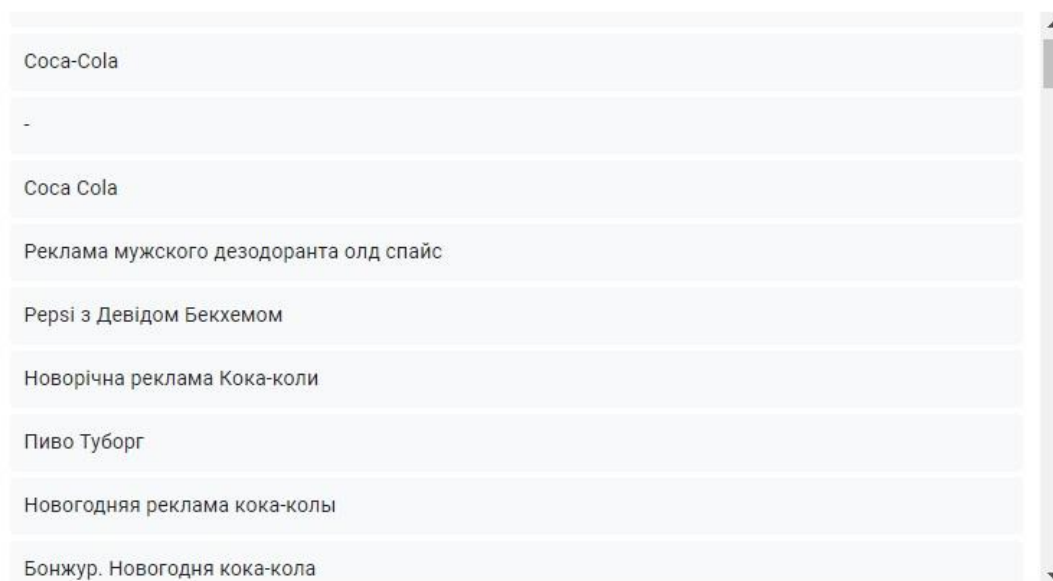 Coca-Cola
-
Coca Cola
Реклама мужского дезодоранта олд спайс
Pepsi з Девідом Бекхемом
Новорічна реклама Кока-коли
Пиво Туборг
Новогодняя реклама кока-колы
Бонжур. Новогодня кока-кола